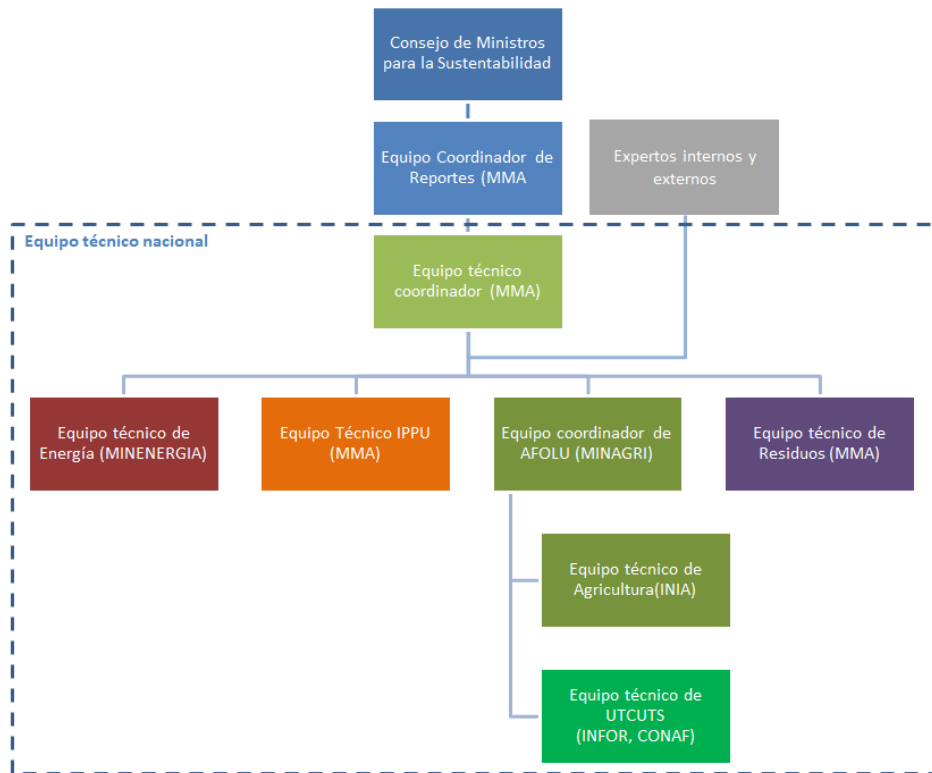 Consejo de Ministros
para la Sustentabilidad
Equipo Coordinador de
Reportes (MMA
Expertos internos y
externos
Equipo técnico nacional
Equipo técnico
coordinador (MMA)
Equipo técnico de
Energía (MINENERGIA)
Equipo Técnico IPPU
(MMA)
Equipo coordinador de
AFOLU (MINAGRI)
Equipo técnico de
Residuos (MMA)
Equipo técnico de
Agricultura(INIA)
Equipo técnico de
UTCUTS
(INFOR, CONAF)